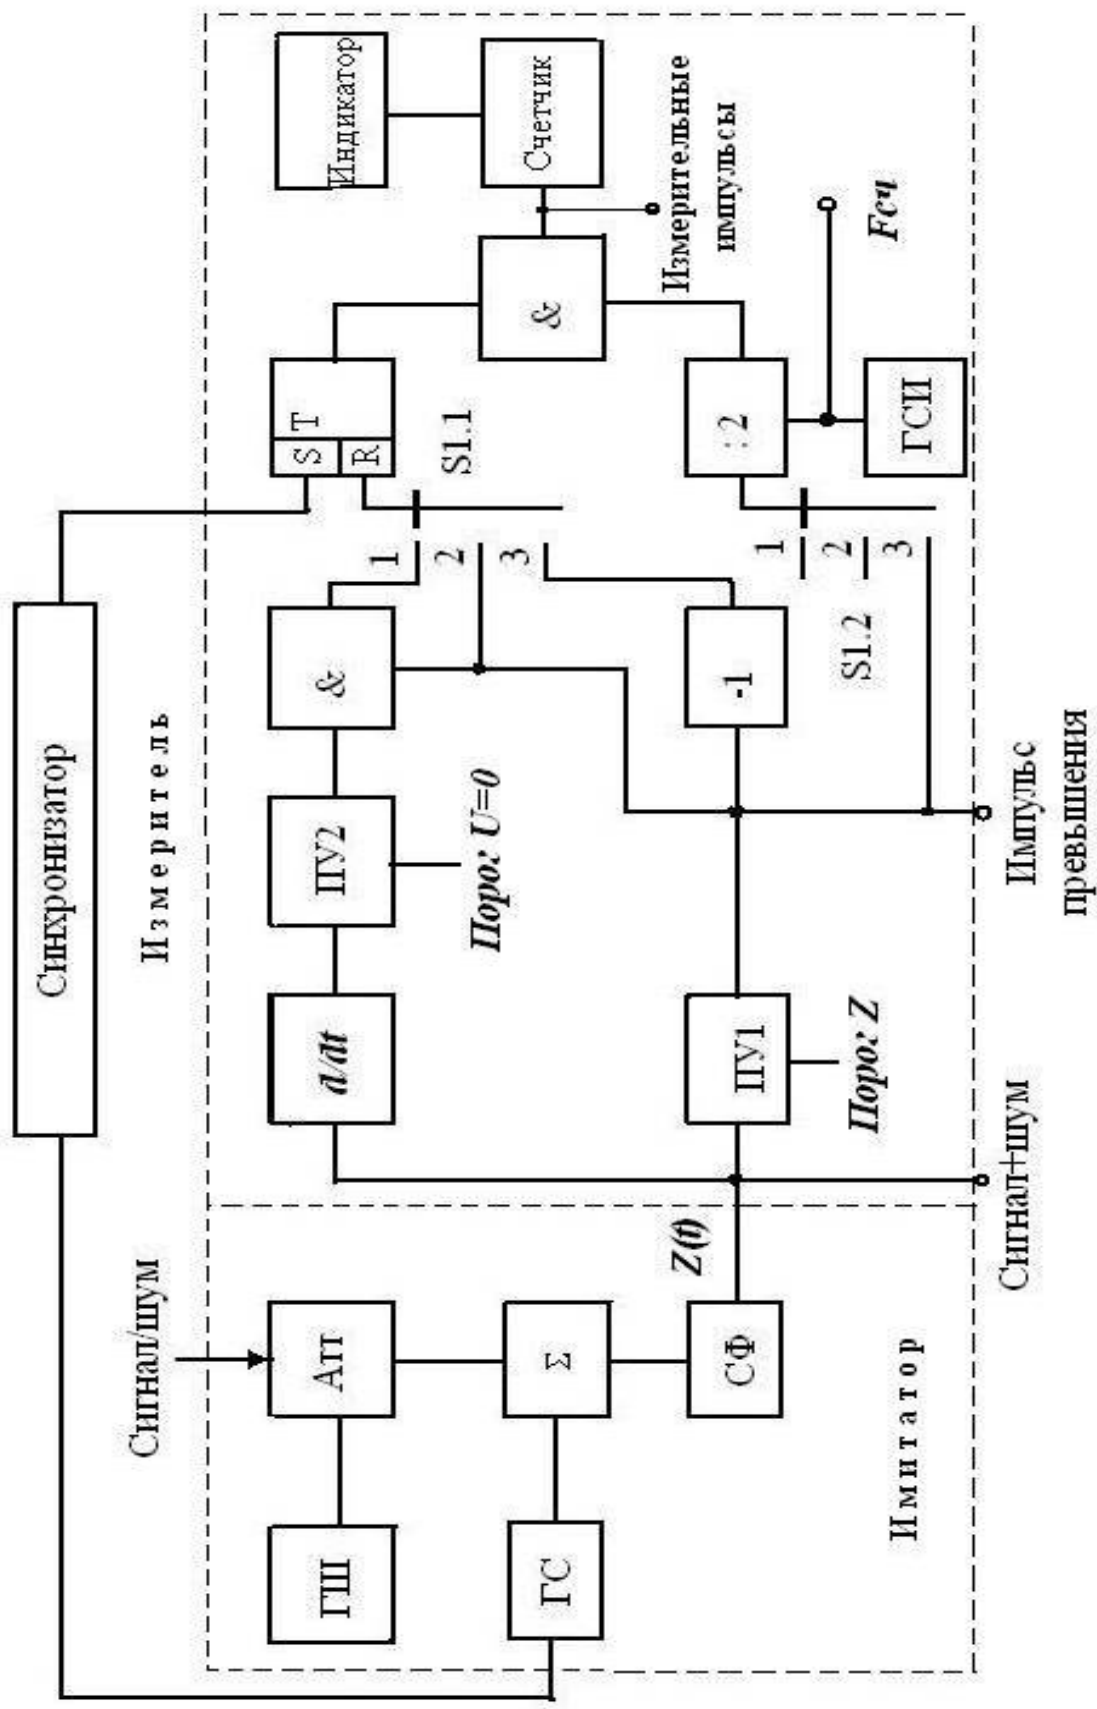 Синхронизатор
Измеритель
Сигнал/шум
ГШ
Атт
d/dt
ПУ2
Порог U=0
&
1
2
3
S1.1
S
R
T
Индикатор
ГС
Σ
&
Счетчик
Измерительные
импульсы
СФ
Z(t)
ПУ1
Порог Z
-1
1
2
3
S1.2
:2
ГСИ
Fсч
Имитатор
Сигнал+шум
Импульс
превышения